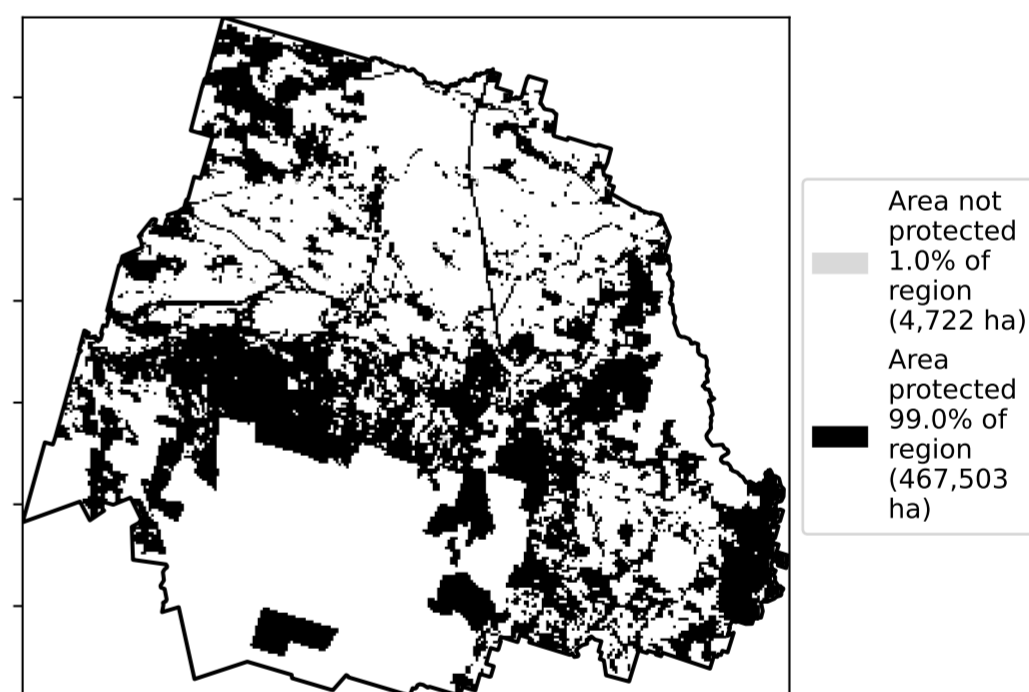 Area not
protected
1.0% of
region
(4,722 ha)
Area
protected
99.0% of
region
(467,503
ha)